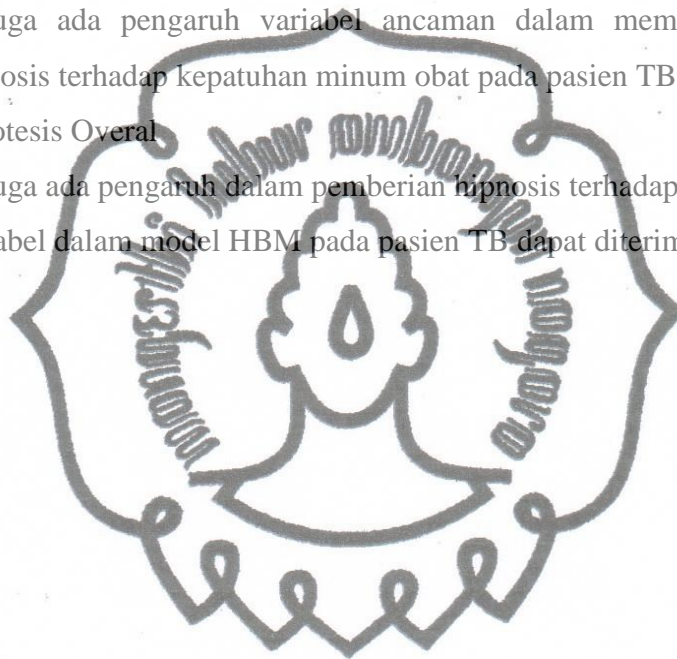 uga ada pengaruh variabel ancaman dalam mem
nosis terhadap kepatuhan minum obat pada pasien TB
otesis Overal
uga ada pengaruh dalam pemberian hipnosis terhadap
abel dalam model HBM pada pasien TB dapat diterim